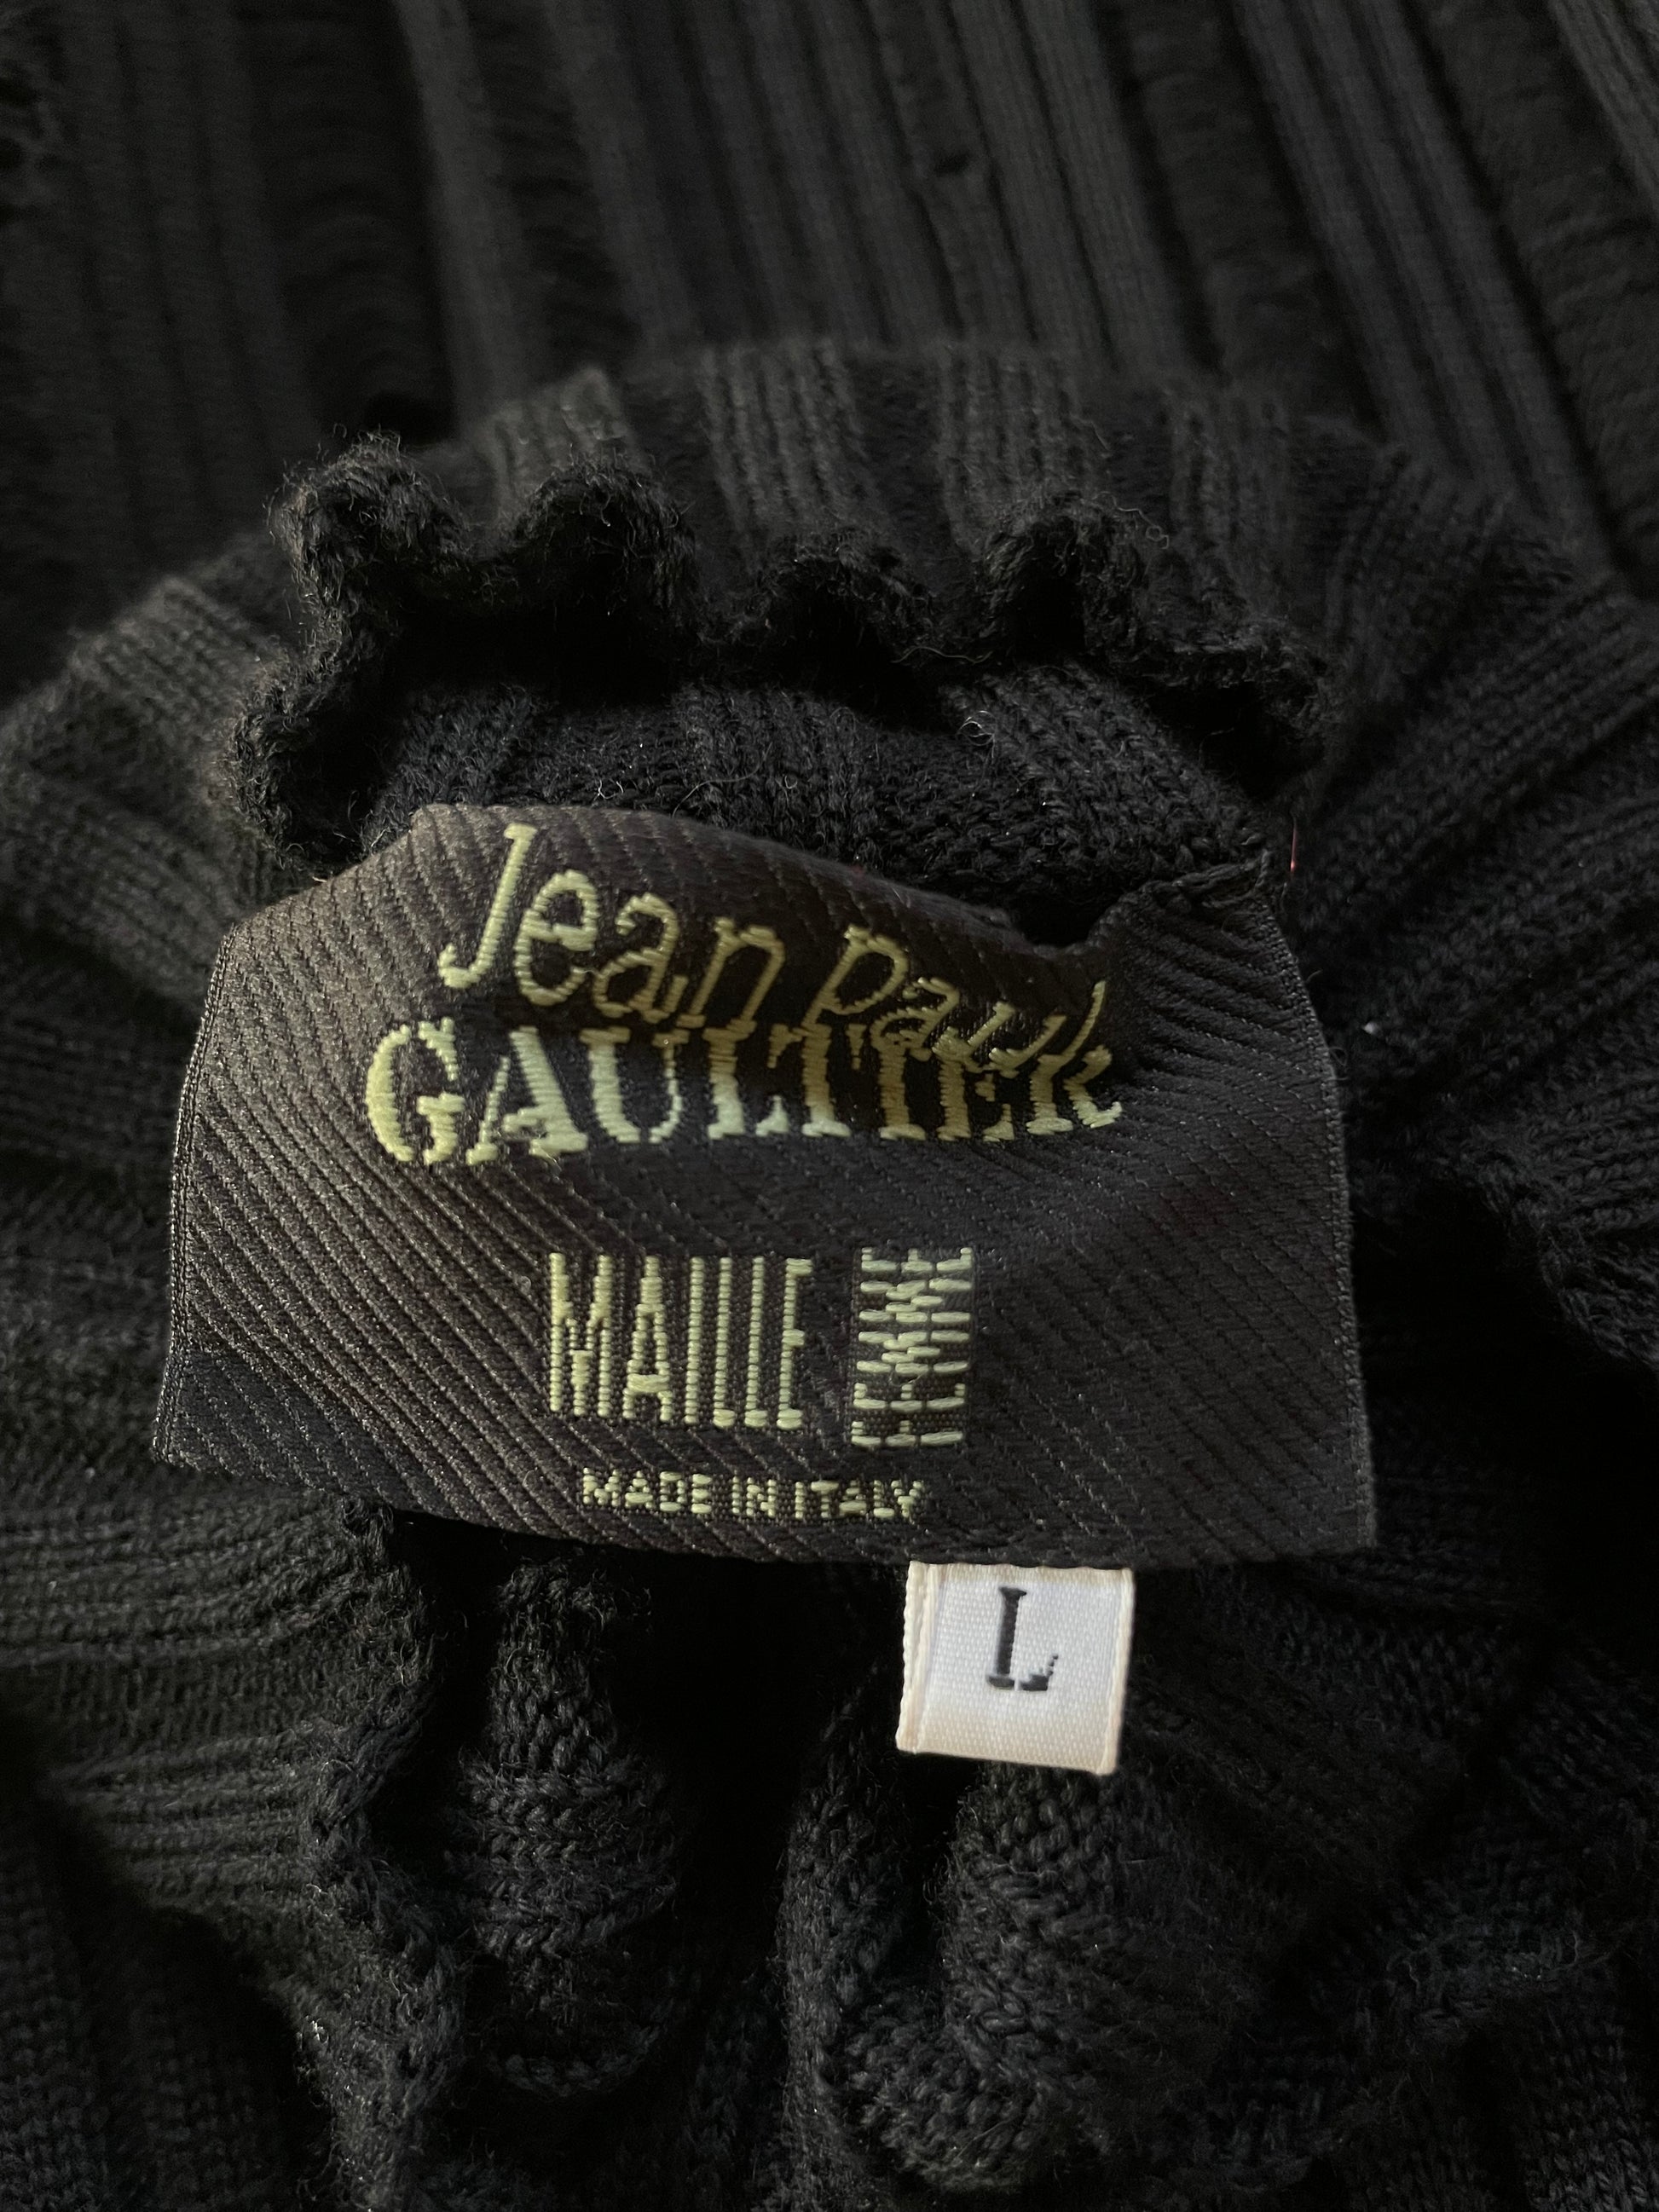 Jean Paul
GAULTIER
MAILLE FEMME
MADE IN ITALY
L